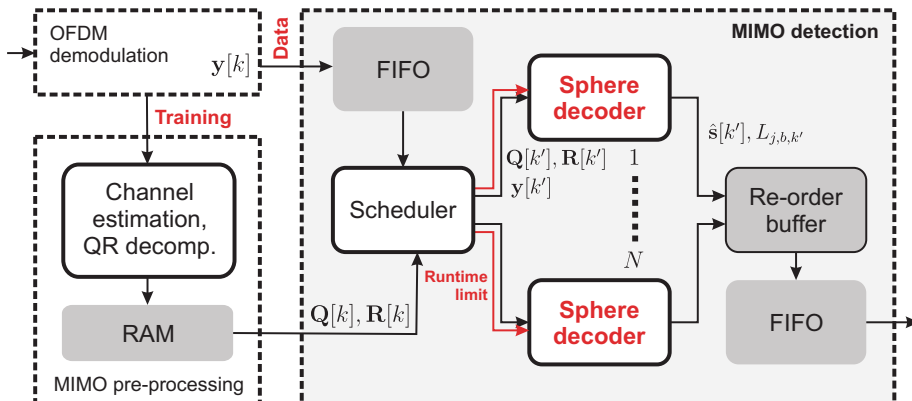 OFDM
demodulation
y[k]
Data
Training
MIMO detection
FIFO
Sphere
decoder
ŝ[k′], L_{j,b,k′}
Q[k′], R[k′]
y[k′]
1
N
Channel
estimation,
QR decomp.
Scheduler
Re-order
buffer
Runtime
limit
Q[k], R[k]
RAM
MIMO pre-processing
Sphere
decoder
FIFO